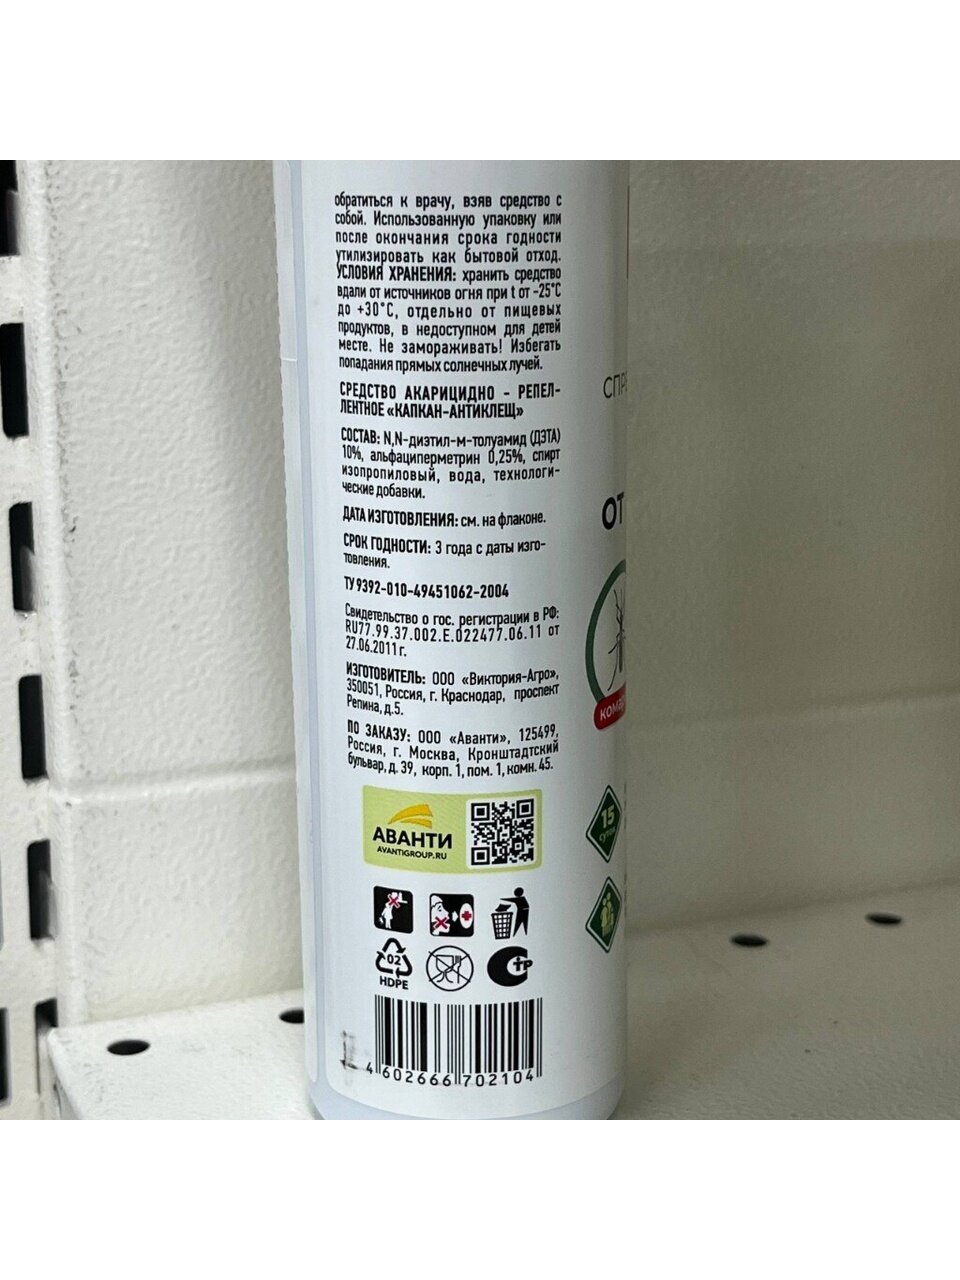 обратиться к врачу, взяв средство с
собой. Использованную упаковку или
после окончания срока годности
утилизировать как бытовой отход.
УСЛОВИЯ ХРАНЕНИЯ: хранить средство
вдали от источников огня при t от -25°С
до +30°С, отдельно от пищевых
продуктов, в недоступном для детей
месте. Не замораживать! Избегать
попадания прямых солнечных лучей.
СРЕДСТВО АКАРИЦИДНО - РЕПЕЛ-
ЛЕНТНОЕ «КАПКАН-АНТИКЛЕЩ»
СОСТАВ: N,N-диэтил-м-толуамид (ДЭТА)
10%, альфациперметрин 0,25%, спирт
изопропиловый, вода, технологи-
ческие добавки.
ДАТА ИЗГОТОВЛЕНИЯ: см. на флаконе.
СРОК ГОДНОСТИ: 3 года с даты изго-
товления.
ТУ 9392-010-49451062-2004
Свидетельство о гос. регистрации в РФ:
RU77.99.37.002.Е.022477.06.11 от
27.06.2011 г.
ИЗГОТОВИТЕЛЬ: ООО «Виктория-Агро»,
350051, Россия, г. Краснодар, проспект
Репина, д.5.
ПО ЗАКАЗУ: ООО «Аванти», 125499,
Россия, г. Москва, Кронштадтский
бульвар, д. 39, корп. 1, пом. 1, комн. 45.
АВАНТИ
AVANTIGROUP.RU
02
HDPE
СТР
4 602666 702104
СПР
ОТ
кома
15
суток